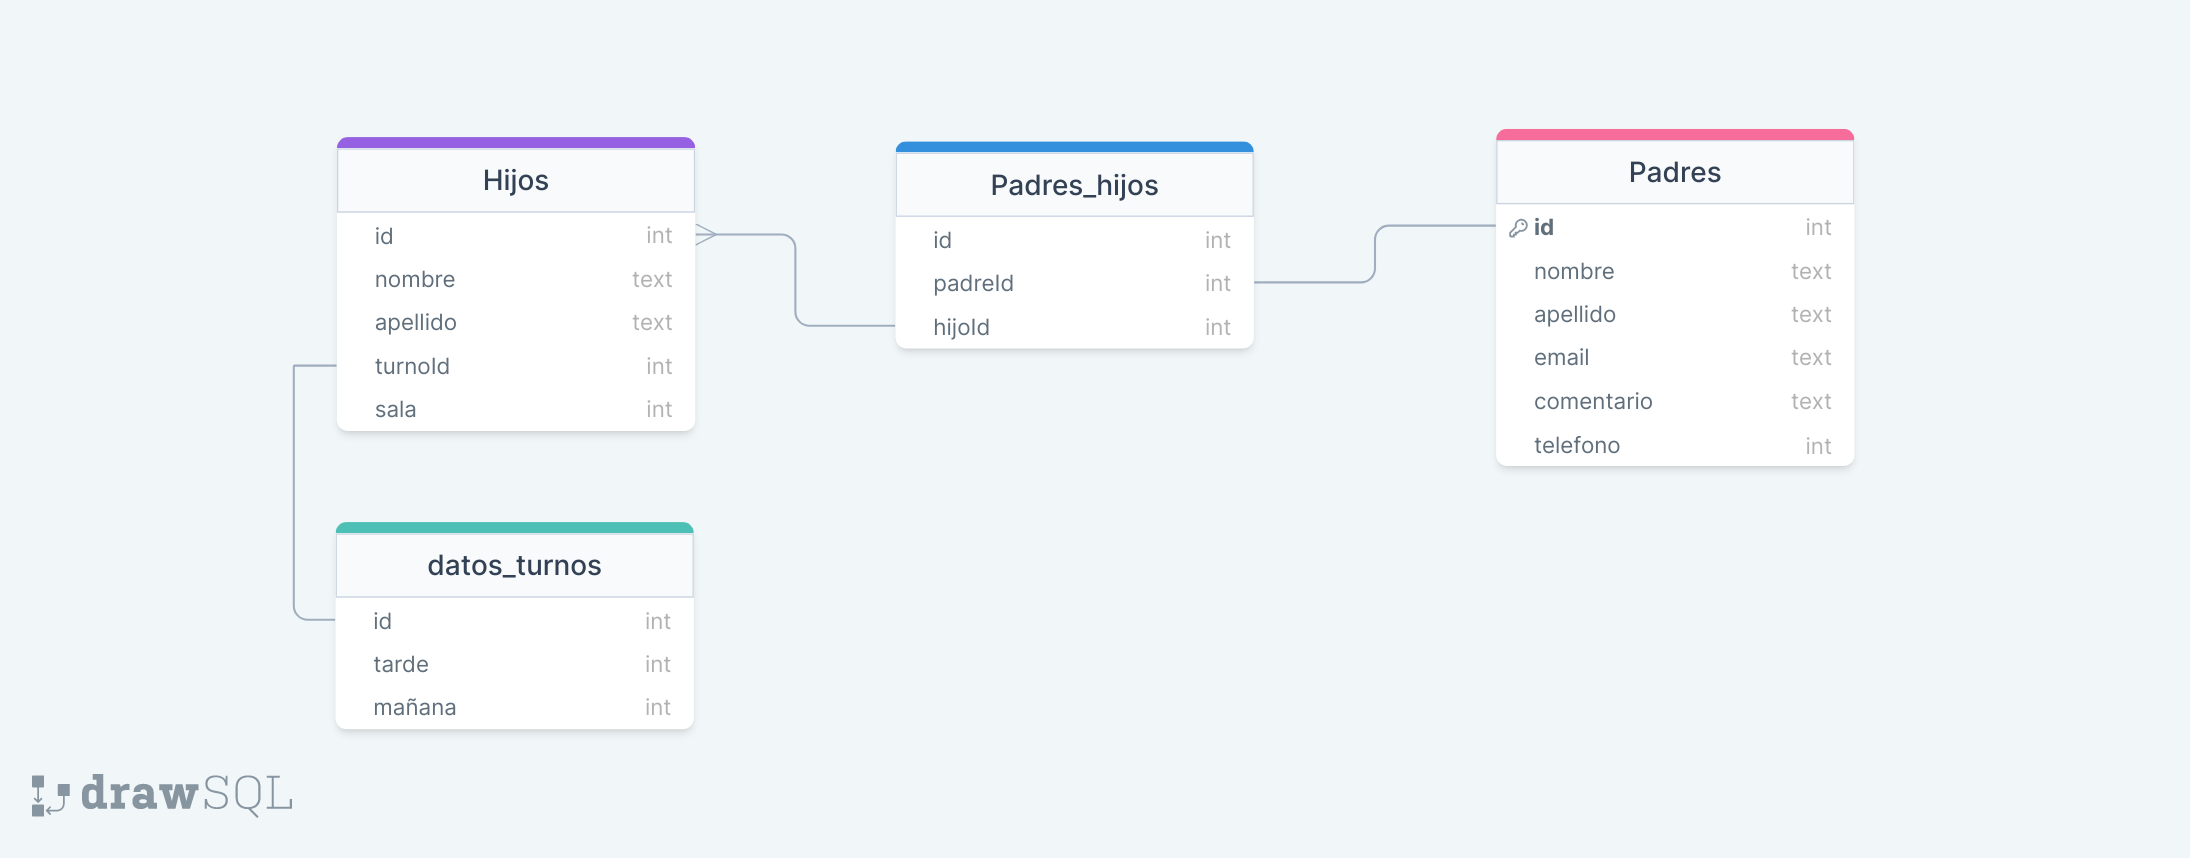 Hijos
id int
nombre text
apellido text
turnoId int
sala int
Padres_hijos
id int
padreId int
hijoId int
Padres
id int
nombre text
apellido text
email text
comentario text
telefono int
datos_turnos
id int
tarde int
mañana int
drawSQL